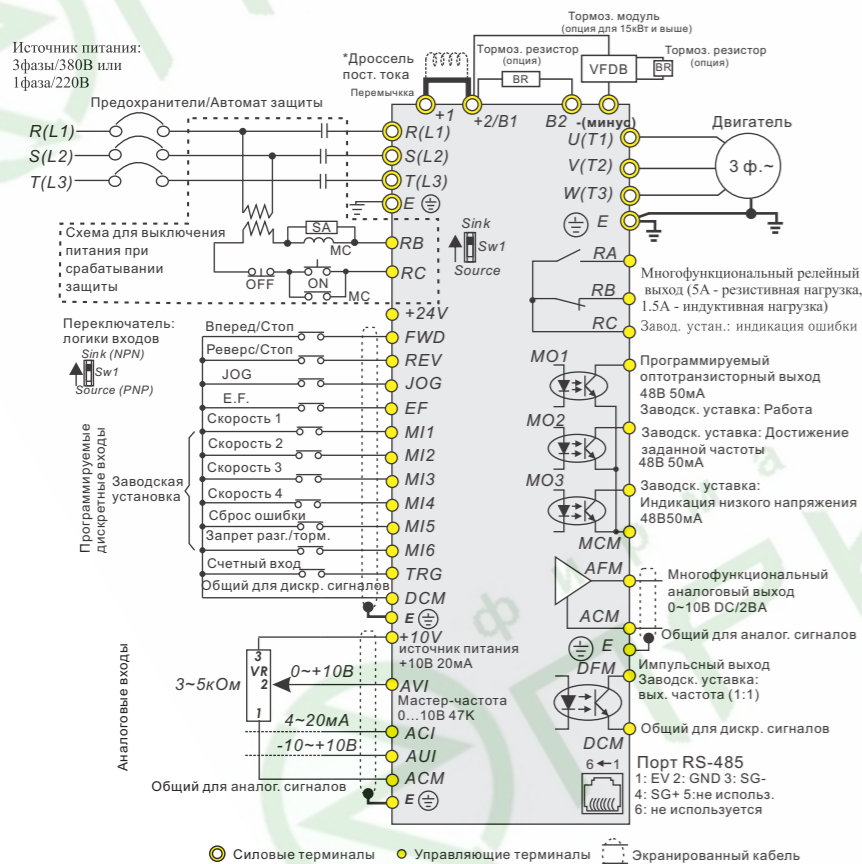 Тормоз. модуль
(опция для 15кВт и выше)
Источник питания:
3фазы/380В или
1фаза/220В
*Дроссель
пост. тока
Перемычкка
Тормоз. резистор
(опция)
BR
VFDB
BR
Тормоз. резистор
(опция)
Предохранители/Автомат защиты
+1
+2/B1
B2
-(минус)
Двигатель
R(L1)
S(L2)
T(L3)
R(L1)
S(L2)
T(L3)
E
U(T1)
V(T2)
W(T3)
E
3 ф.~
Схема для выключения
питания при
срабатывании
защиты
SA
MC
OFF
ON
MC
RB
RC
Sink
Sw1
Source
RA
RB
RC
Многофункциональный релейный
выход (5А - резистивная нагрузка,
1.5А - индуктивная нагрузка)
Завод. устан.: индикация ошибки
Переключатель:
логики входов
Sink (NPN)
Sw1
Source (PNP)
Программируемые
дискретные входы
Заводская
установка
+24V
Вперед/Стоп
FWD
Реверс/Стоп
REV
JOG
JOG
E.F.
EF
Скорость 1
MI1
Скорость 2
MI2
Скорость 3
MI3
Скорость 4
MI4
Сброс ошибки
MI5
Запрет разг./торм.
MI6
Счетный вход
TRG
Общий для дискр. сигналов
DCM
E
MO1
Программируемый
оптотранзисторный выход
48В 50мА
Заводск. уставка: Работа
MO2
Заводск. уставка: Достижение
заданной частоты
48В 50мА
MO3
Заводск. уставка:
Индикация низкого напряжения
48В50мА
MCM
AFM
Многофункциональный
аналоговый выход
0~10В DC/2ВА
ACM
Общий для аналог. сигналов
E
DFM
Импульсный выход
Заводск. уставка:
вых. частота (1:1)
Общий для дискр. сигналов
DCM
Аналоговые входы
3~5кОм
3
VR
2
1
+10V
источник питания
+10В 20мА
0~+10В
AVI
Мастер-частота
0...10В 47K
4~20мА
ACI
-10~+10В
AUI
ACM
Общий для аналог. сигналов
E
6←1
Порт RS-485
1: EV 2: GND 3: SG-
4: SG+ 5:не использ.
6: не используется
Силовые терминалы
Управляющие терминалы
Экранированный кабель
фирма